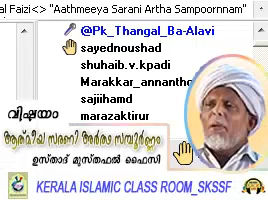 al Faizi<> "Aathmeeya Sarani Artha Sampoornnam"
@Pk_Thangal_Ba-Alavi
sayednoushad
shuhaib.v.kpadi
Marakkar_annantho
sajiihamd
marazaktirur
വിഷയം
ആത്മീയ സരണി അർത്ഥ സമ്പൂർണ്ണം
ഉസ്താദ് മുസ്തഫൽ ഫൈസി
KERALA ISLAMIC CLASS ROOM_SKSSF